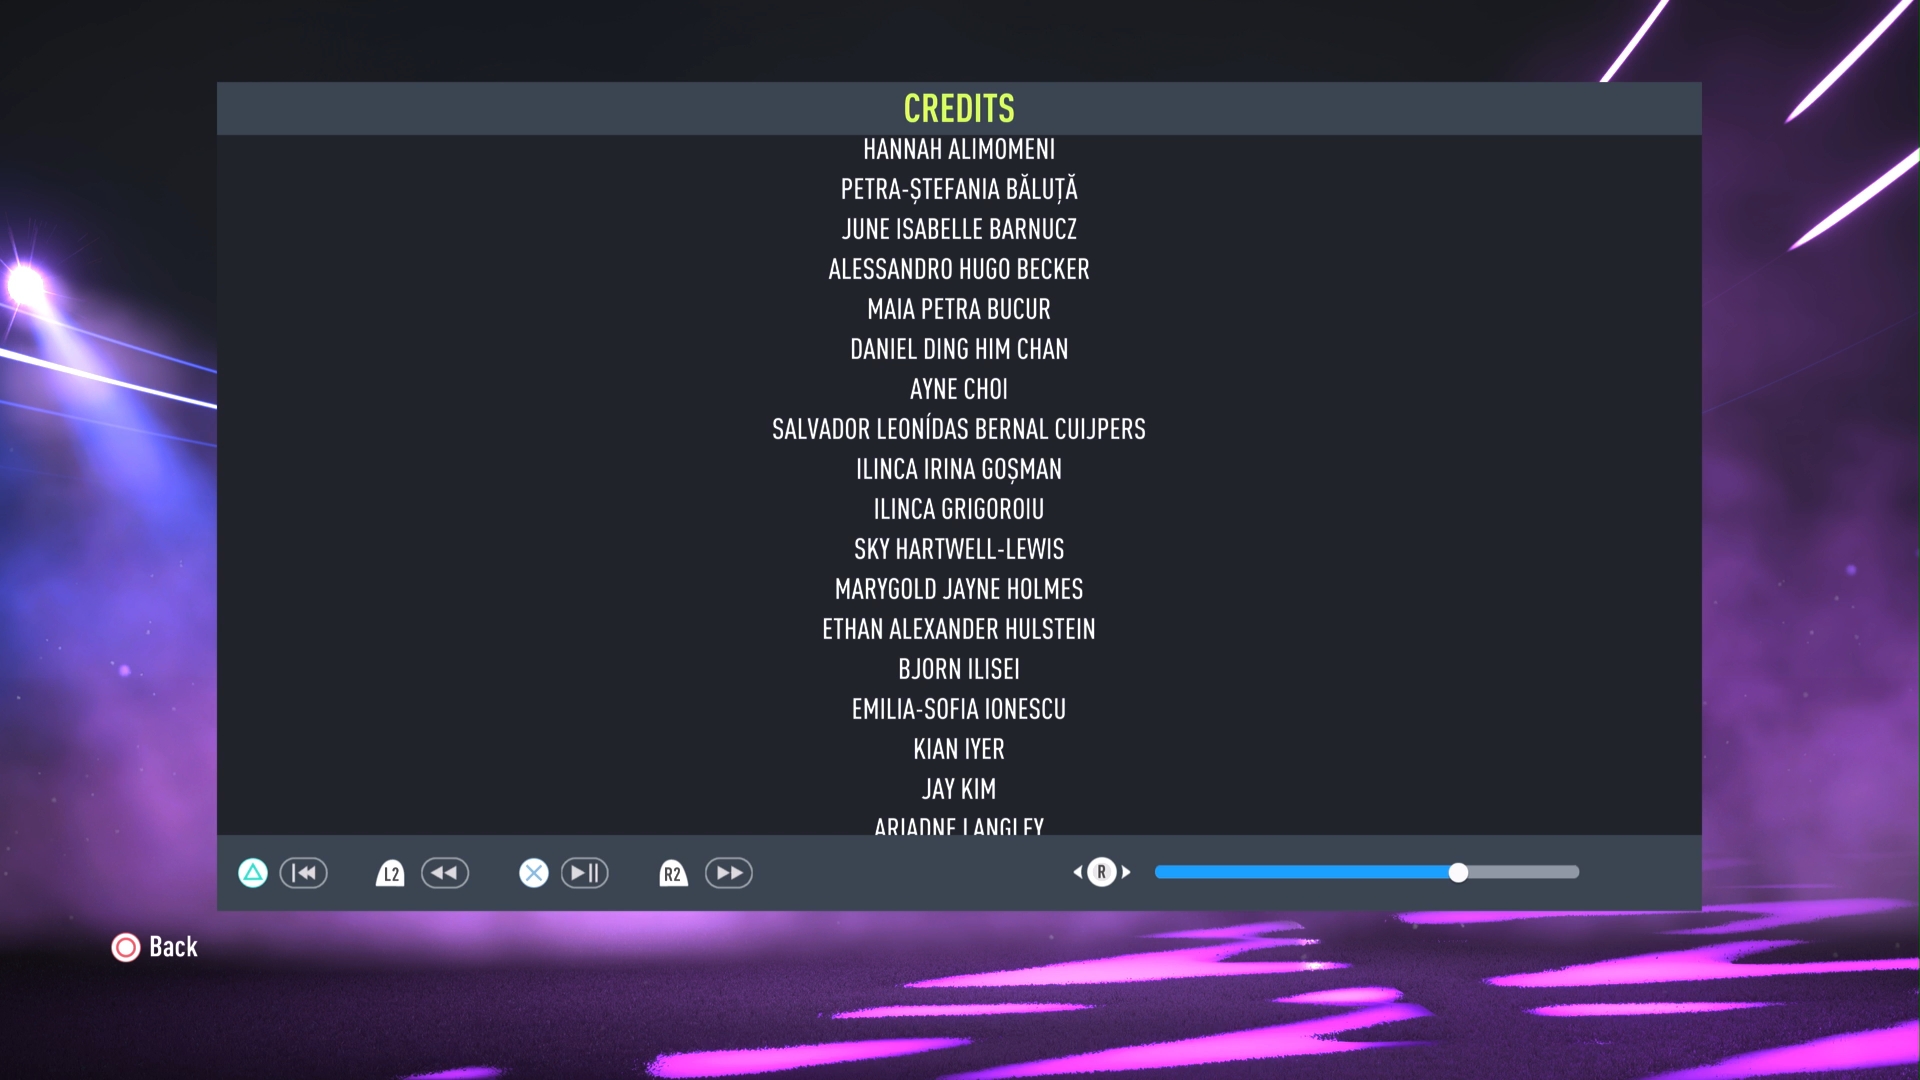 CREDITS
HANNAH ALIMOMENI
PETRA-ȘTEFANIA BĂLUȚĂ
JUNE ISABELLE BARNUCZ
ALESSANDRO HUGO BECKER
MAIA PETRA BUCUR
DANIEL DING HIM CHAN
AYNE CHOI
SALVADOR LEONÍDAS BERNAL CUIJPERS
ILINCA IRINA GOȘMAN
ILINCA GRIGOROIU
SKY HARTWELL-LEWIS
MARYGOLD JAYNE HOLMES
ETHAN ALEXANDER HULSTEIN
BJORN ILISEI
EMILIA-SOFIA IONESCU
KIAN IYER
JAY KIM
ARIADNE LANGLEY
L2 R2 R
Back